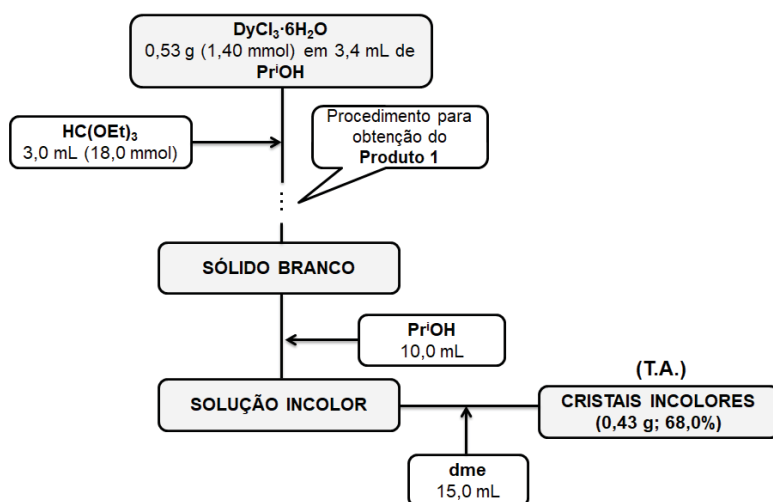 DyCl₃·6H₂O
0,53 g (1,40 mmol) em 3,4 mL de
PrⁱOH
HC(OEt)₃
3,0 mL (18,0 mmol)
Procedimento para
obtenção do
Produto 1
SÓLIDO BRANCO
PrⁱOH
10,0 mL
SOLUÇÃO INCOLOR
(T.A.)
CRISTAIS INCOLORES
(0,43 g; 68,0%)
dme
15,0 mL